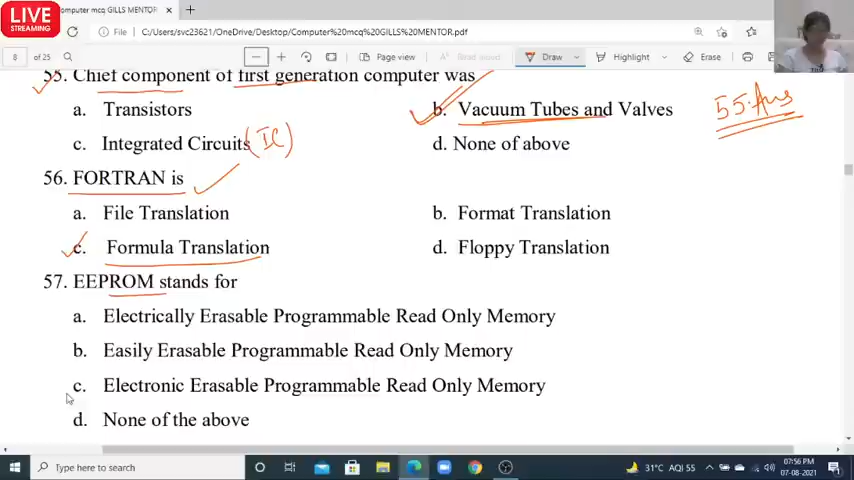 LIVE
STREAMING
Computer mcq GILLS MENTOR.pdf
File
C:/Users/svc23621/OneDrive/Desktop/Computer%20mcq%20GILLS%20MENTOR.pdf
8 of 25
Page view
Read aloud
Draw
Highlight
Erase
55. Chief component of first generation computer was
a. Transistors
b. Vacuum Tubes and Valves
55. Ans
c. Integrated Circuits (IC)
d. None of above
56. FORTRAN is
a. File Translation
b. Format Translation
c. Formula Translation
d. Floppy Translation
57. EEPROM stands for
a. Electrically Erasable Programmable Read Only Memory
b. Easily Erasable Programmable Read Only Memory
c. Electronic Erasable Programmable Read Only Memory
d. None of the above
Type here to search
31°C AQI 55
07:56 PM
07-08-2021